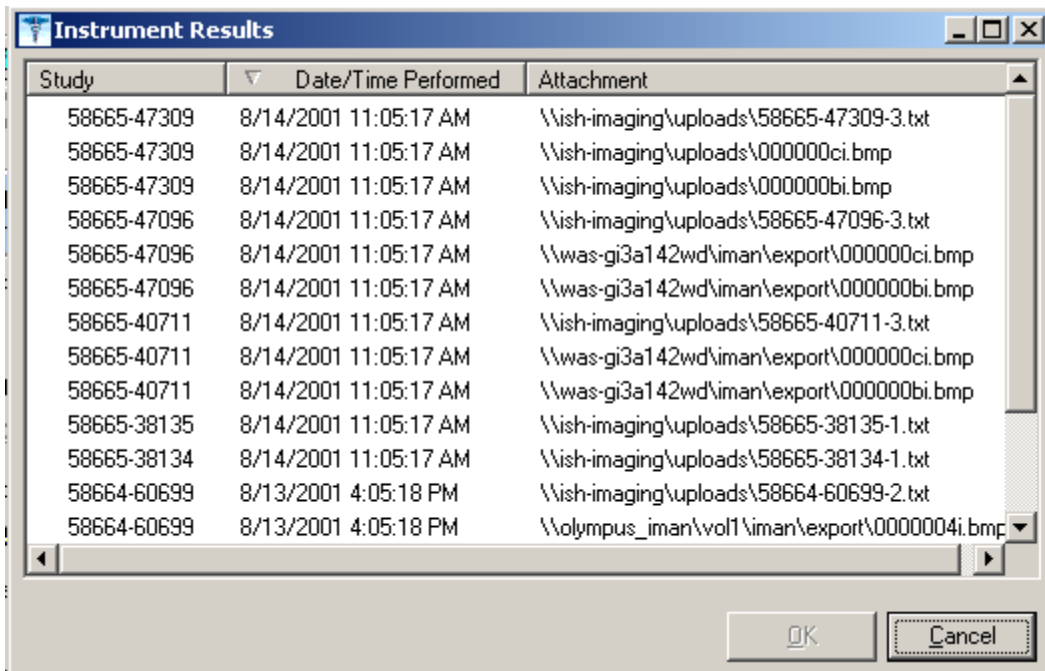 Instrument Results
Study Date/Time Performed Attachment
58665-47309 8/14/2001 11:05:17 AM \\ish-imaging\uploads\58665-47309-3.txt
58665-47309 8/14/2001 11:05:17 AM \\ish-imaging\uploads\000000ci.bmp
58665-47309 8/14/2001 11:05:17 AM \\ish-imaging\uploads\000000bi.bmp
58665-47096 8/14/2001 11:05:17 AM \\ish-imaging\uploads\58665-47096-3.txt
58665-47096 8/14/2001 11:05:17 AM \\was-gi3a142wd\iman\export\000000ci.bmp
58665-47096 8/14/2001 11:05:17 AM \\was-gi3a142wd\iman\export\000000bi.bmp
58665-40711 8/14/2001 11:05:17 AM \\ish-imaging\uploads\58665-40711-3.txt
58665-40711 8/14/2001 11:05:17 AM \\was-gi3a142wd\iman\export\000000ci.bmp
58665-40711 8/14/2001 11:05:17 AM \\was-gi3a142wd\iman\export\000000bi.bmp
58665-38135 8/14/2001 11:05:17 AM \\ish-imaging\uploads\58665-38135-1.txt
58665-38134 8/14/2001 11:05:17 AM \\ish-imaging\uploads\58665-38134-1.txt
58664-60699 8/13/2001 4:05:18 PM \\ish-imaging\uploads\58664-60699-2.txt
58664-60699 8/13/2001 4:05:18 PM \\olympus_iman\vol1\iman\export\0000004i.bmp
OK Cancel